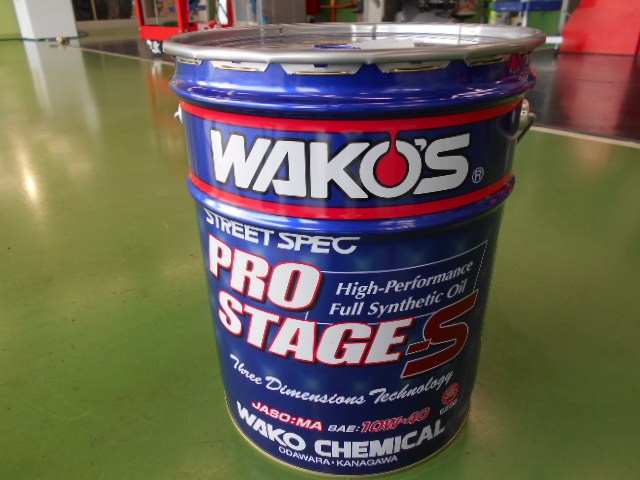 WAKO'S®
STREET SPEC
PRO
STAGE-S
High-Performance
Full Synthetic Oil
Three Dimensions Technology
JASO:MA SAE:10W-40
WAKO CHEMICAL
ODAWARA·KANAGAWA